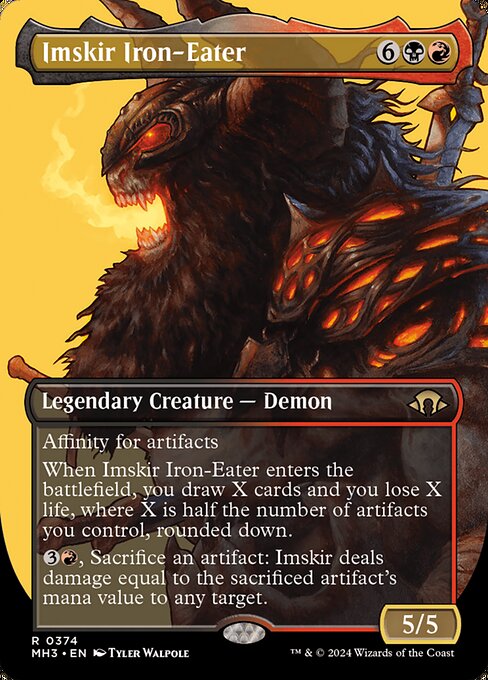 Imskir Iron-Eater 6
Legendary Creature — Demon
Affinity for artifacts
When Imskir Iron-Eater enters the
battlefield, you draw X cards and you lose X
life, where X is half the number of artifacts
you control, rounded down.
3, Sacrifice an artifact: Imskir deals
damage equal to the sacrificed artifact's
mana value to any target.
5/5
R 0374
MH3 • EN Tyler Walpole
™ & © 2024 Wizards of the Coast